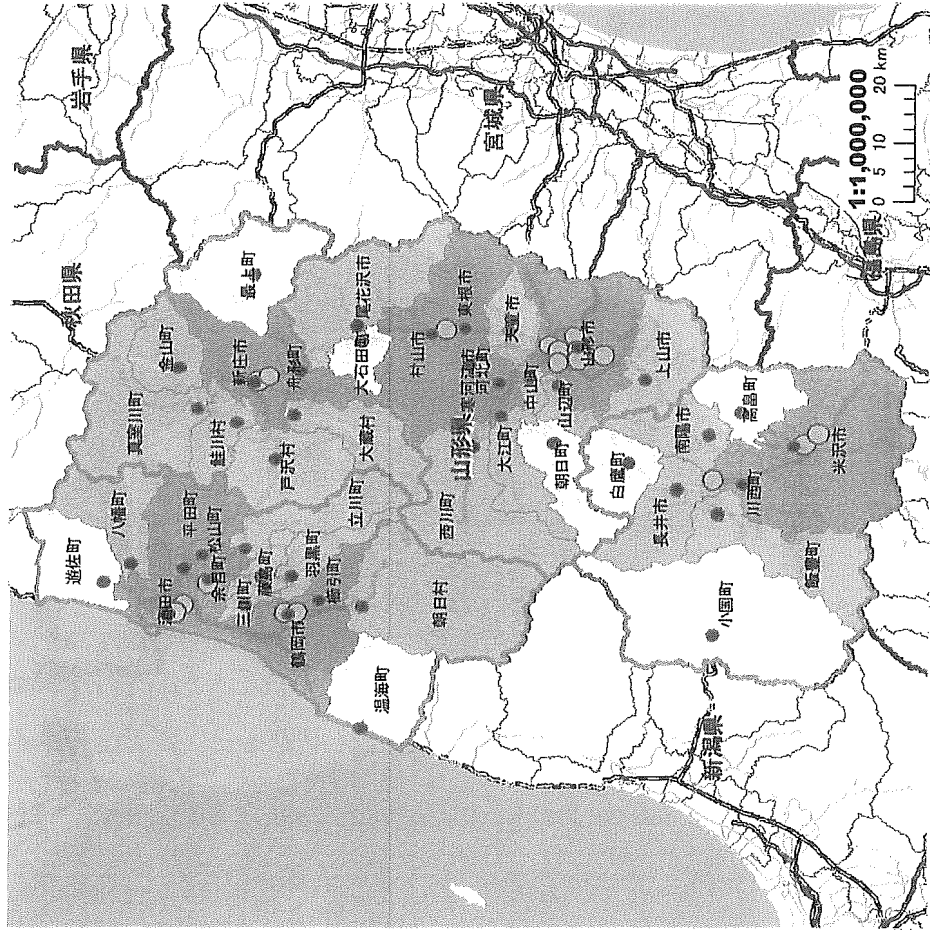 秋田県
岩手県
宮城県
福島県
新潟県
山形県
遊佐町
八幡町
酒田市
平田町
松山町
余目町
三川町
藤島町
羽黒町
櫛引町
鶴岡市
立川町
朝日村
温海町
真室川町
金山町
鮭川村
新庄市
最上町
舟形町
戸沢村
大蔵村
大石田町
尾花沢市
村山市
東根市
河北町
寒河江市
天童市
西川町
大江町
中山町
山辺町
山形市
朝日町
上山市
白鷹町
南陽市
高畠町
長井市
川西町
米沢市
飯豊町
小国町
1:1,000,000
0 5 10 20 km